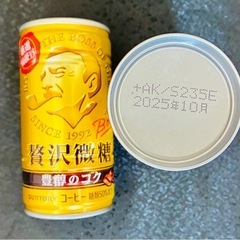 THE BOSS OF
SINCE 1992
贅沢微糖
豊醇のコク
SUNTORY コーヒー
+AK/S235E
2025年10月